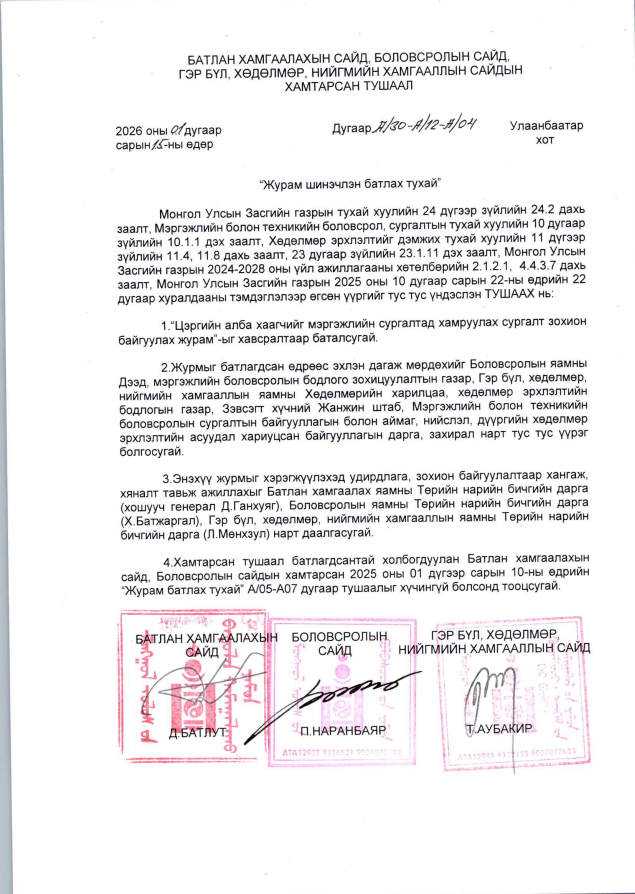 БАТЛАН ХАМГААЛАХЫН САЙД, БОЛОВСРОЛЫН САЙД,
ГЭР БҮЛ, ХӨДӨЛМӨР, НИЙГМИЙН ХАМГААЛЛЫН САЙДЫН
ХАМТАРСАН ТУШААЛ
2026 оны 01 дугаар
сарын 15-ны өдөр
Дугаар А/30-А/12-А/04
Улаанбаатар
хот
“Журам шинэчлэн батлах тухай”
Монгол Улсын Засгийн газрын тухай хуулийн 24 дүгээр зүйлийн 24.2 дахь
заалт, Мэргэжлийн болон техникийн боловсрол, сургалтын тухай хуулийн 10 дугаар
зүйлийн 10.1.1 дэх заалт, Хөдөлмөр эрхлэлтийг дэмжих тухай хуулийн 11 дүгээр
зүйлийн 11.4, 11.8 дахь заалт, 23 дугаар зүйлийн 23.1.11 дэх заалт, Монгол Улсын
Засгийн газрын 2024-2028 оны үйл ажиллагааны хөтөлбөрийн 2.1.2.1, 4.4.3.7 дахь
заалт, Монгол Улсын Засгийн газрын 2025 оны 10 дугаар сарын 22-ны өдрийн 22
дугаар хуралдааны тэмдэглэлээр өгсөн үүргийг тус тус үндэслэн ТУШААХ нь:
1.“Цэргийн алба хаагчийг мэргэжлийн сургалтад хамруулах сургалт зохион
байгуулах журам”-ыг хавсралтаар баталсугай.
2.Журмыг батлагдсан өдрөөс эхлэн дагаж мөрдөхийг Боловсролын яамны
Дээд, мэргэжлийн боловсролын бодлого зохицуулалтын газар, Гэр бүл, хөдөлмөр,
нийгмийн хамгааллын яамны Хөдөлмөрийн харилцаа, хөдөлмөр эрхлэлтийн
бодлогын газар, Зэвсэгт хүчний Жанжин штаб, Мэргэжлийн болон техникийн
боловсролын сургалтын байгууллагын болон аймаг, нийслэл, дүүргийн хөдөлмөр
эрхлэлтийн асуудал хариуцсан байгууллагын дарга, захирал нарт тус тус үүрэг
болгосугай.
3.Энэхүү журмыг хэрэгжүүлэхэд удирдлага, зохион байгуулалтаар хангаж,
хяналт тавьж ажиллахыг Батлан хамгаалах яамны Төрийн нарийн бичгийн дарга
(хошууч генерал Д.Ганхуяг), Боловсролын яамны Төрийн нарийн бичгийн дарга
(Х.Батжаргал), Гэр бүл, хөдөлмөр, нийгмийн хамгааллын яамны Төрийн нарийн
бичгийн дарга (Л.Мөнхзул) нарт даалгасугай.
4.Хамтарсан тушаал батлагдсантай холбогдуулан Батлан хамгаалахын
сайд, Боловсролын сайдын хамтарсан 2025 оны 01 дүгээр сарын 10-ны өдрийн
“Журам батлах тухай” А/05-А07 дугаар тушаалыг хүчингүй болсонд тооцсугай.
БАТЛАН ХАМГААЛАХЫН
САЙД
Д.БАТЛУТ
БОЛОВСРОЛЫН
САЙД
П.НАРАНБАЯР
ГЭР БҮЛ, ХӨДӨЛМӨР,
НИЙГМИЙН ХАМГААЛЛЫН САЙД
Т.АУБАКИР